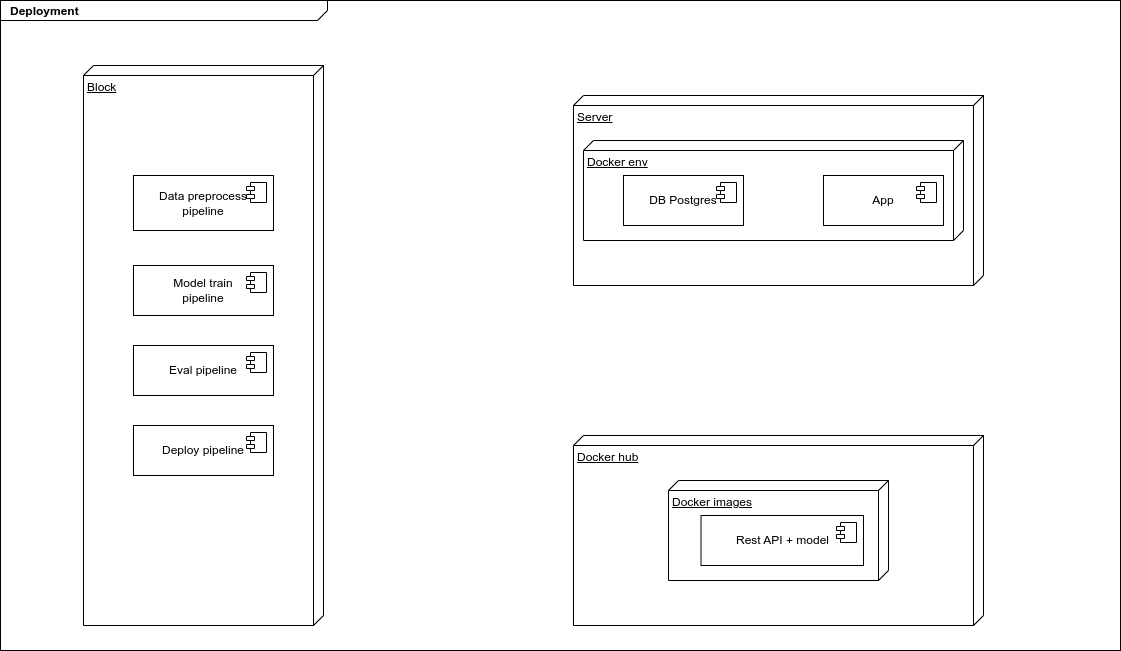 Deployment
Block
Data preprocess
pipeline
Model train
pipeline
Eval pipeline
Deploy pipeline
Server
Docker env
DB Postgres
App
Docker hub
Docker images
Rest API + model